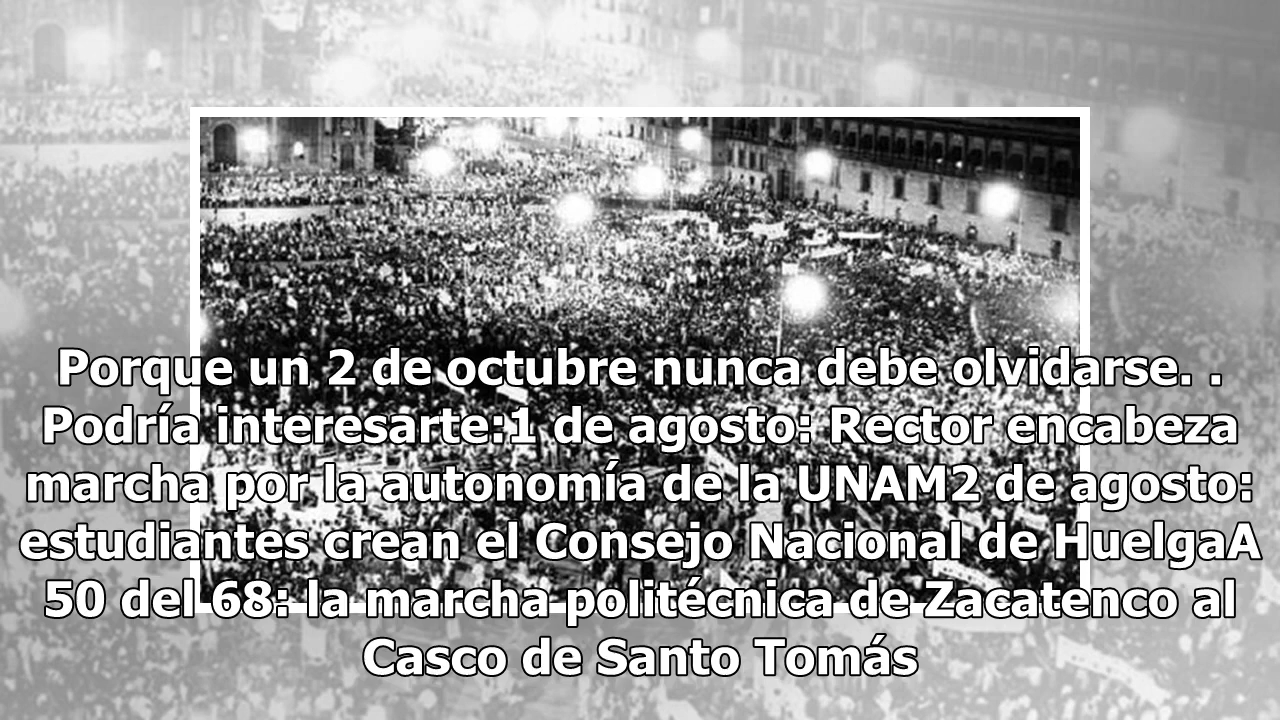 Porque un 2 de octubre nunca debe olvidarse. .
Podría interesarte:1 de agosto: Rector encabeza
marcha por la autonomía de la UNAM2 de agosto:
estudiantes crean el Consejo Nacional de HuelgaA
50 del 68: la marcha politécnica de Zacatenco al
Casco de Santo Tomás